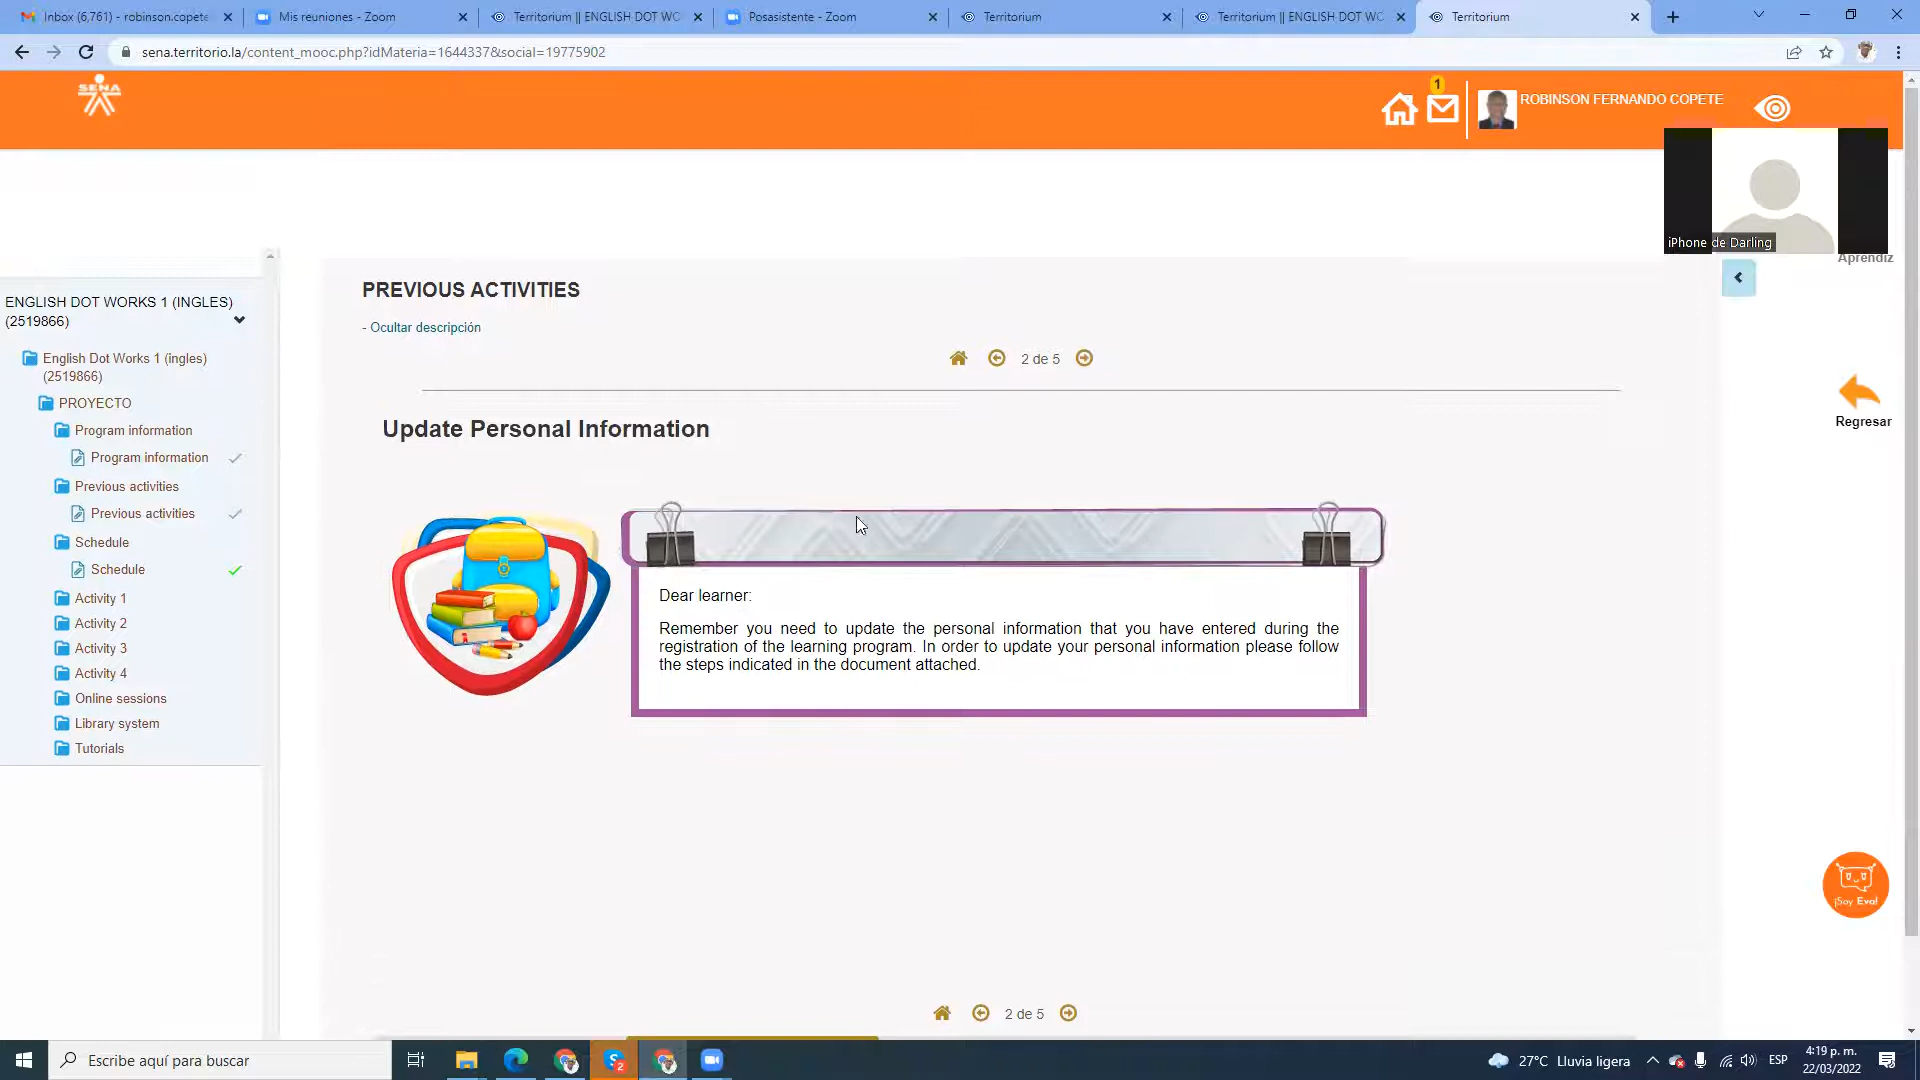 Inbox (6,761) - robinson.copete
Mis reuniones - Zoom
Territorium || ENGLISH DOT WO
Posasistente - Zoom
Territorium
Territorium || ENGLISH DOT WO
Territorium
sena.territorio.la/content_mooc.php?idMateria=1644337&social=19775902
SENA
1
ROBINSON FERNANDO COPETE
iPhone de Darling
Aprendiz
ENGLISH DOT WORKS 1 (INGLES)
(2519866)
English Dot Works 1 (ingles)
(2519866)
PROYECTO
Program information
Program information
Previous activities
Previous activities
Schedule
Schedule
Activity 1
Activity 2
Activity 3
Activity 4
Online sessions
Library system
Tutorials
PREVIOUS ACTIVITIES
- Ocultar descripción
2 de 5
Update Personal Information
Dear learner:
Remember you need to update the personal information that you have entered during the
registration of the learning program. In order to update your personal information please follow
the steps indicated in the document attached.
2 de 5
Regresar
¡Soy Eva!
Escribe aquí para buscar
2
27°C Lluvia ligera
ESP
4:19 p. m.
22/03/2022